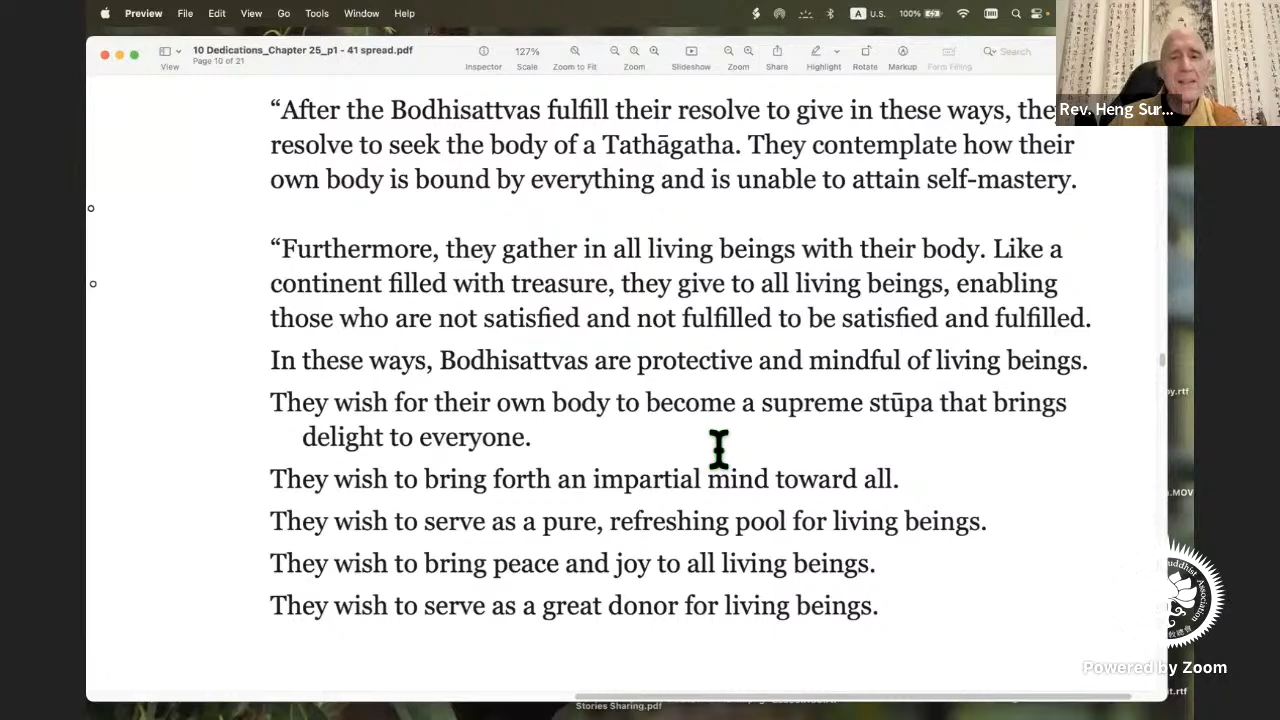 Preview File Edit View Go Tools Window Help A U.S. 100%
10 Dedications_Chapter 25_p1 - 41 spread.pdf
Page 10 of 21
127%
Search
View Inspector Scale Zoom to Fit Zoom Slideshow Zoom Share Highlight Rotate Markup Form Filling
Rev. Heng Sur...
“After the Bodhisattvas fulfill their resolve to give in these ways, the
resolve to seek the body of a Tathāgatha. They contemplate how their
own body is bound by everything and is unable to attain self-mastery.
“Furthermore, they gather in all living beings with their body. Like a
continent filled with treasure, they give to all living beings, enabling
those who are not satisfied and not fulfilled to be satisfied and fulfilled.
In these ways, Bodhisattvas are protective and mindful of living beings.
They wish for their own body to become a supreme stūpa that brings
delight to everyone.
They wish to bring forth an impartial mind toward all.
They wish to serve as a pure, refreshing pool for living beings.
They wish to bring peace and joy to all living beings.
They wish to serve as a great donor for living beings.
py.rtf
.MOV
Buddhist Association
Powered by Zoom
it.rtf
Stories Sharing.pdf